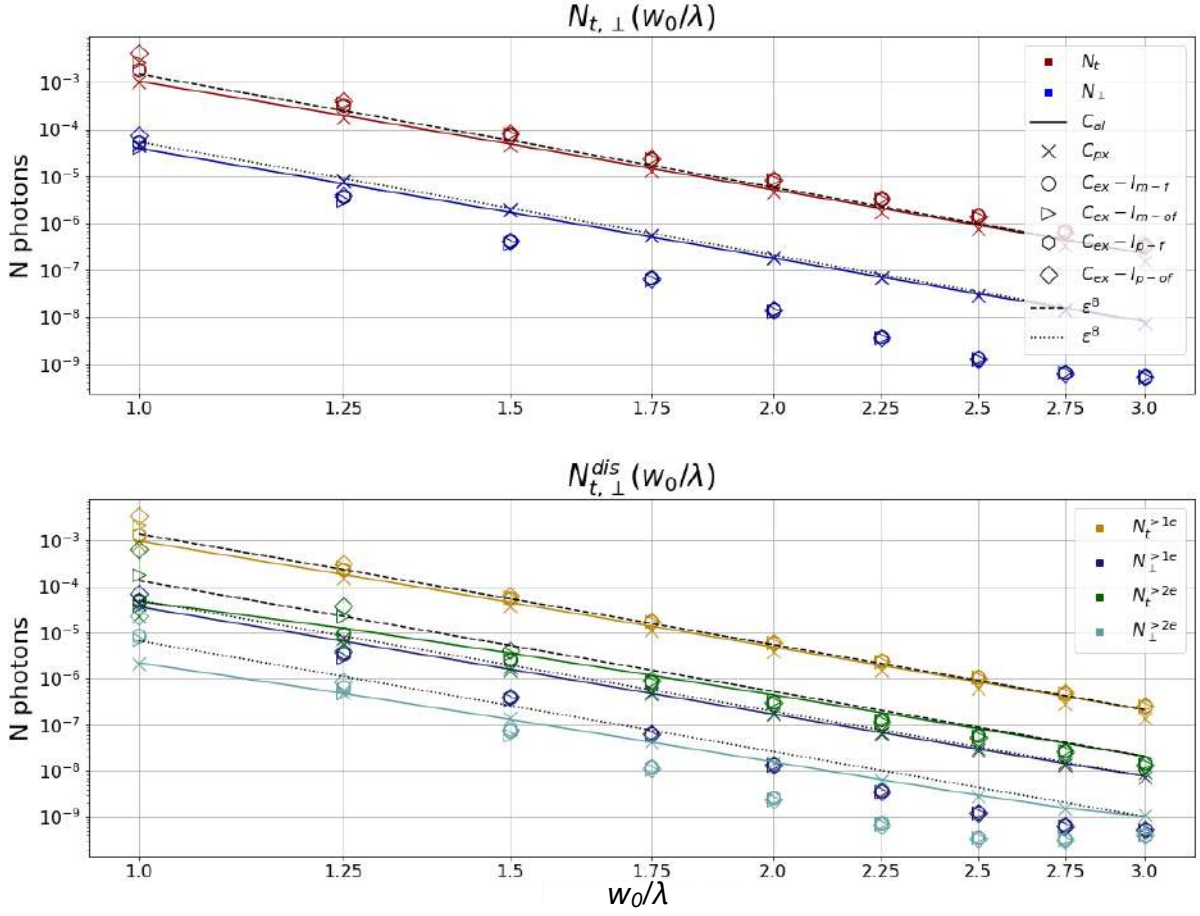 N_{t,⊥}(w_0/λ)
N photons
10^{-3}
10^{-4}
10^{-5}
10^{-6}
10^{-7}
10^{-8}
10^{-9}
N_t
N_⊥
C_{al}
C_{px}
C_{ex} − I_{m−f}
C_{ex} − I_{m−of}
C_{ex} − I_{p−f}
C_{ex} − I_{p−of}
ε^8
ε^8
1.0 1.25 1.5 1.75 2.0 2.25 2.5 2.75 3.0
N_{t,⊥}^{dis}(w_0/λ)
N photons
10^{-3}
10^{-4}
10^{-5}
10^{-6}
10^{-7}
10^{-8}
10^{-9}
N_t^{>1e}
N_⊥^{>1e}
N_t^{>2e}
N_⊥^{>2e}
1.0 1.25 1.5 1.75 2.0 2.25 2.5 2.75 3.0
w_0/λ